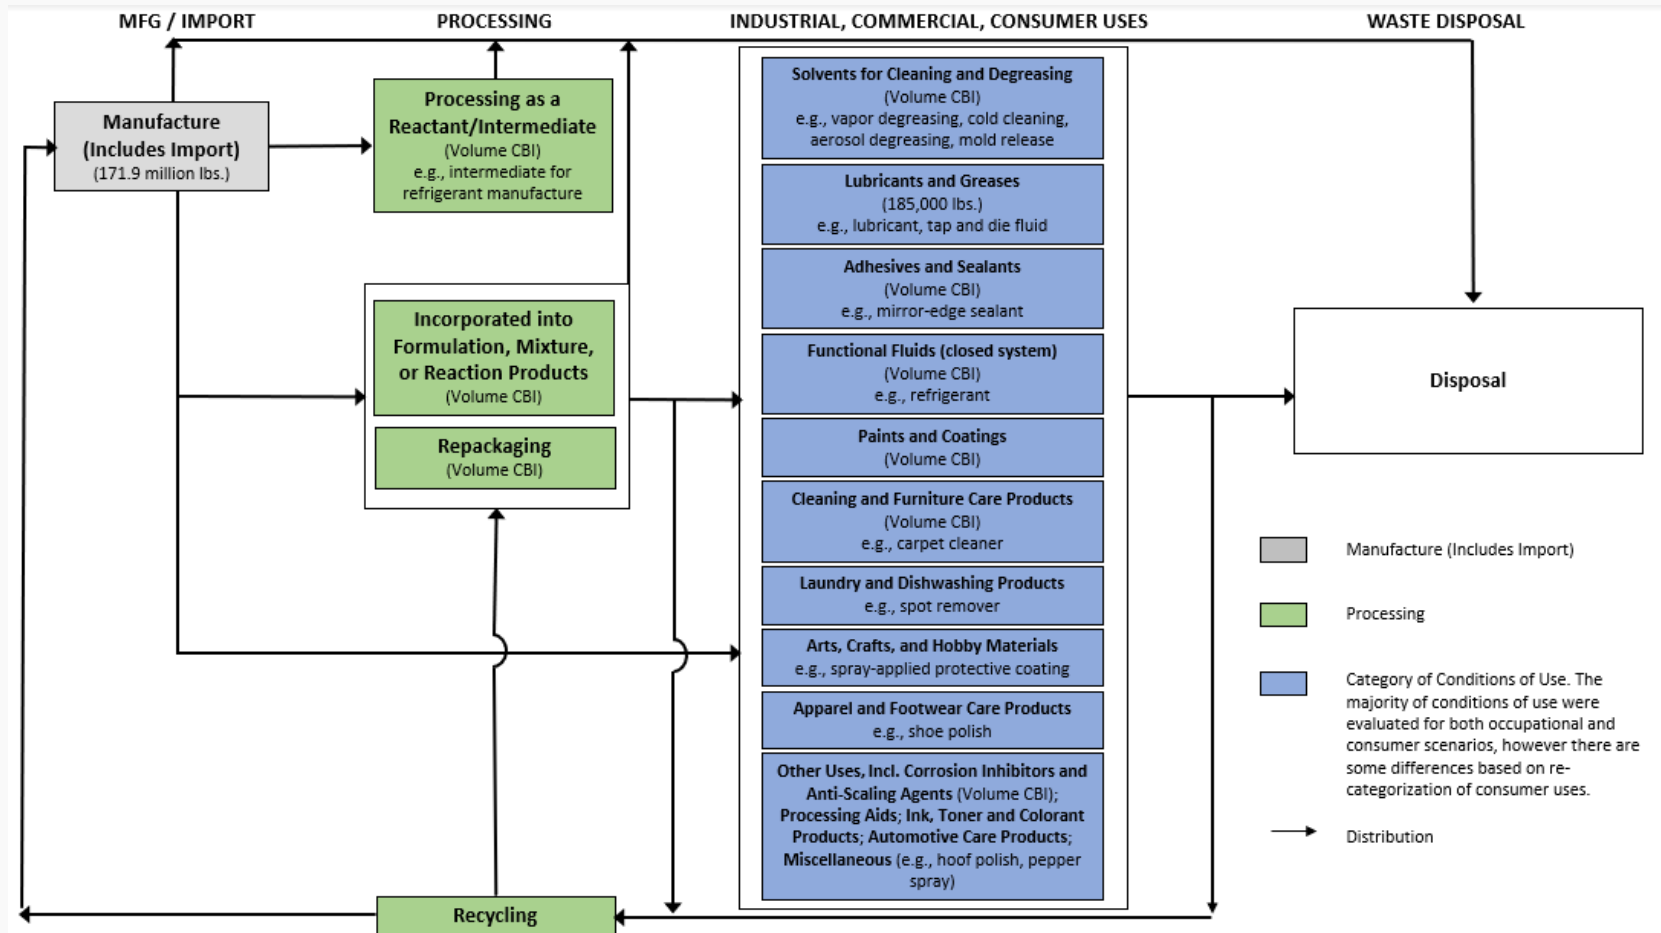 MFG / IMPORT
PROCESSING
INDUSTRIAL, COMMERCIAL, CONSUMER USES
WASTE DISPOSAL
Manufacture
(Includes Import)
(171.9 million lbs.)
Processing as a
Reactant/Intermediate
(Volume CBI)
e.g., intermediate for
refrigerant manufacture
Incorporated into
Formulation, Mixture,
or Reaction Products
(Volume CBI)
Repackaging
(Volume CBI)
Recycling
Solvents for Cleaning and Degreasing
(Volume CBI)
e.g., vapor degreasing, cold cleaning,
aerosol degreasing, mold release
Lubricants and Greases
(185,000 lbs.)
e.g., lubricant, tap and die fluid
Adhesives and Sealants
(Volume CBI)
e.g., mirror-edge sealant
Functional Fluids (closed system)
(Volume CBI)
e.g., refrigerant
Paints and Coatings
(Volume CBI)
Cleaning and Furniture Care Products
(Volume CBI)
e.g., carpet cleaner
Laundry and Dishwashing Products
e.g., spot remover
Arts, Crafts, and Hobby Materials
e.g., spray-applied protective coating
Apparel and Footwear Care Products
e.g., shoe polish
Other Uses, Incl. Corrosion Inhibitors and
Anti-Scaling Agents (Volume CBI);
Processing Aids; Ink, Toner and Colorant
Products; Automotive Care Products;
Miscellaneous (e.g., hoof polish, pepper
spray)
Disposal
Manufacture (Includes Import)
Processing
Category of Conditions of Use. The
majority of conditions of use were
evaluated for both occupational and
consumer scenarios, however there are
some differences based on re-
categorization of consumer uses.
Distribution